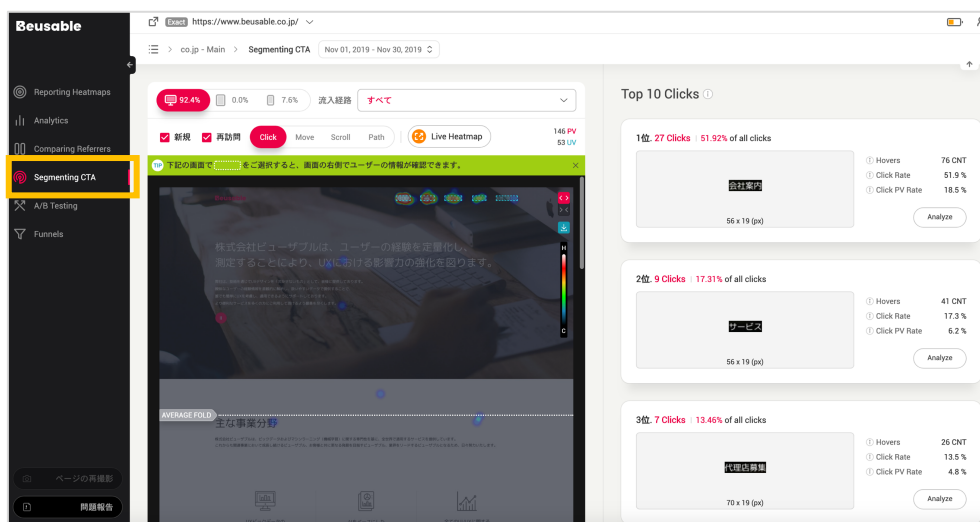 Beusable
Exact https://www.beusable.co.jp/
co.jp - Main > Segmenting CTA Nov 01, 2019 - Nov 30, 2019
Reporting Heatmaps
Analytics
Comparing Referrers
Segmenting CTA
A/B Testing
Funnels
ページの再撮影
問題報告
92.4% 0.0% 7.6% 流入経路 すべて
新規 再訪問 Click Move Scroll Path Live Heatmap
146 PV
53 UV
TIP 下記の画面で をご選択すると、画面の右側でユーザーの情報が確認できます。
株式会社ビューザブルは、ユーザーの経験を定量化し、
測定することにより、UXにおける影響力の強化を図ります。
H
C
AVERAGE FOLD
主な事業分野
Top 10 Clicks
1位. 27 Clicks 51.92% of all clicks
会社案内
56 x 19 (px)
Hovers 76 CNT
Click Rate 51.9 %
Click PV Rate 18.5 %
Analyze
2位. 9 Clicks 17.31% of all clicks
サービス
56 x 19 (px)
Hovers 41 CNT
Click Rate 17.3 %
Click PV Rate 6.2 %
Analyze
3位. 7 Clicks 13.46% of all clicks
代理店募集
70 x 19 (px)
Hovers 26 CNT
Click Rate 13.5 %
Click PV Rate 4.8 %
Analyze